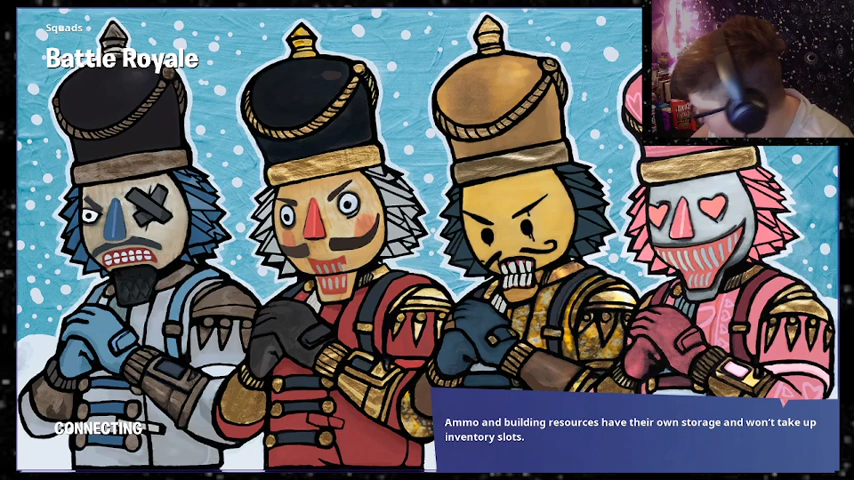 Squads
Battle Royale
CONNECTING
Ammo and building resources have their own storage and won't take up
inventory slots.